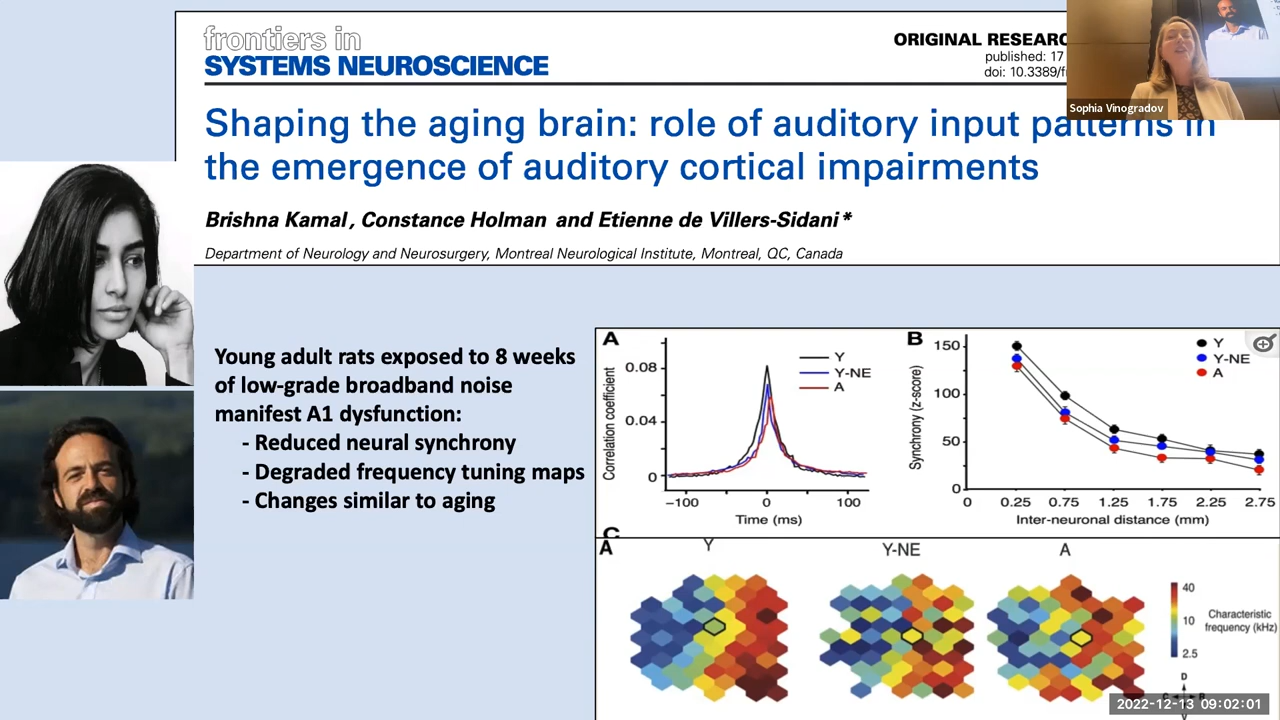 frontiers in
SYSTEMS NEUROSCIENCE
ORIGINAL RESEARC
published: 17
doi: 10.3389/f
Sophia Vinogradov
Shaping the aging brain: role of auditory input patterns in
the emergence of auditory cortical impairments
Brishna Kamal, Constance Holman and Etienne de Villers-Sidani*
Department of Neurology and Neurosurgery, Montreal Neurological Institute, Montreal, QC, Canada
Young adult rats exposed to 8 weeks
of low-grade broadband noise
manifest A1 dysfunction:
- Reduced neural synchrony
- Degraded frequency tuning maps
- Changes similar to aging
A
Correlation coefficient
0.08
0.04
0
−100
0
100
Time (ms)
Y
Y-NE
A
B
Synchrony (z-score)
150
100
50
0
0
0.25
0.75
1.25
1.75
2.25
2.75
Inter-neuronal distance (mm)
Y
Y-NE
A
C
A
Y
Y-NE
A
40
10
2.5
Characteristic
frequency (kHz)
D
C
R
V
2022-12-13 09:02:01